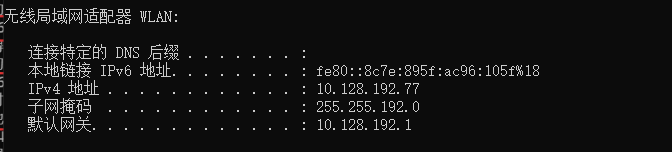 无线局域网适配器 WLAN:
连接特定的 DNS 后缀 . . . . . . . :
本地链接 IPv6 地址. . . . . . . . : fe80::8c7e:895f:ac96:105f%18
IPv4 地址 . . . . . . . . . . . . : 10.128.192.77
子网掩码 . . . . . . . . . . . . : 255.255.192.0
默认网关. . . . . . . . . . . . . : 10.128.192.1